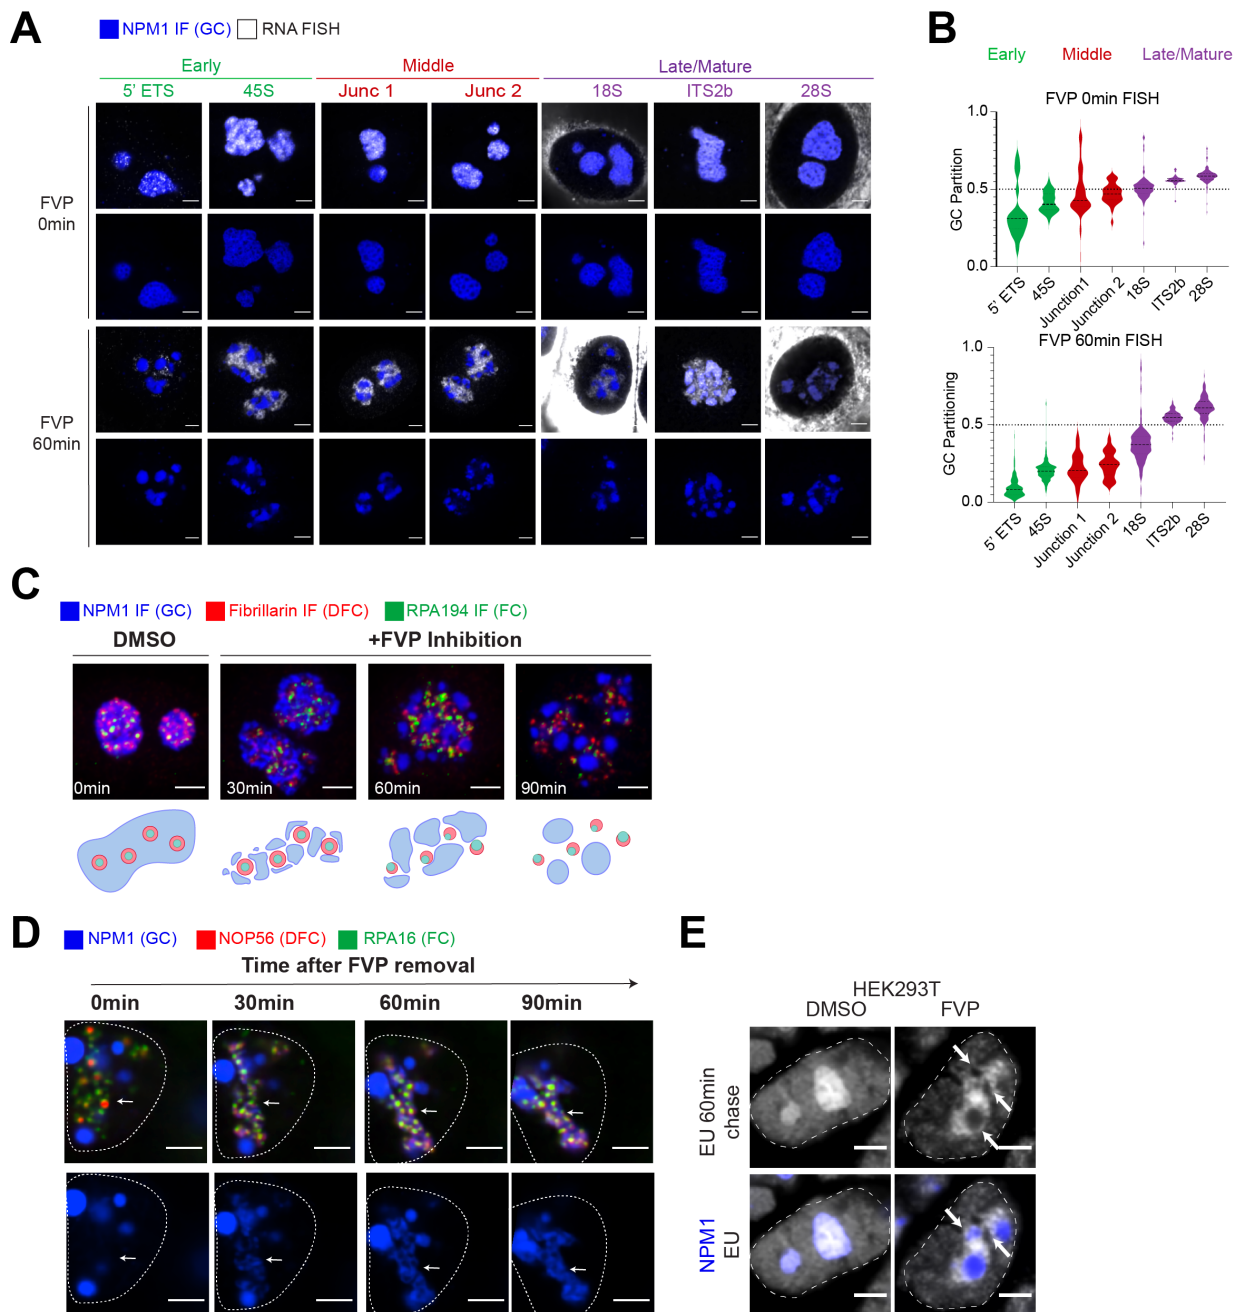 A
NPM1 IF (GC) RNA FISH
Early Middle Late/Mature
5' ETS 45S Junc 1 Junc 2 18S ITS2b 28S
FVP
0min
FVP
60min
B
Early Middle Late/Mature
FVP 0min FISH
GC Partition
1.0
0.5
0.0
5' ETS 45S Junction1 Junction 2 18S ITS2b 28S
FVP 60min FISH
GC Partitioning
1.0
0.5
0.0
5' ETS 45S Junction 1 Junction 2 18S ITS2b 28S
C
NPM1 IF (GC) Fibrillarin IF (DFC) RPA194 IF (FC)
DMSO +FVP Inhibition
0min 30min 60min 90min
D
NPM1 (GC) NOP56 (DFC) RPA16 (FC)
Time after FVP removal
0min 30min 60min 90min
E
HEK293T
DMSO FVP
EU 60min
chase
NPM1
EU